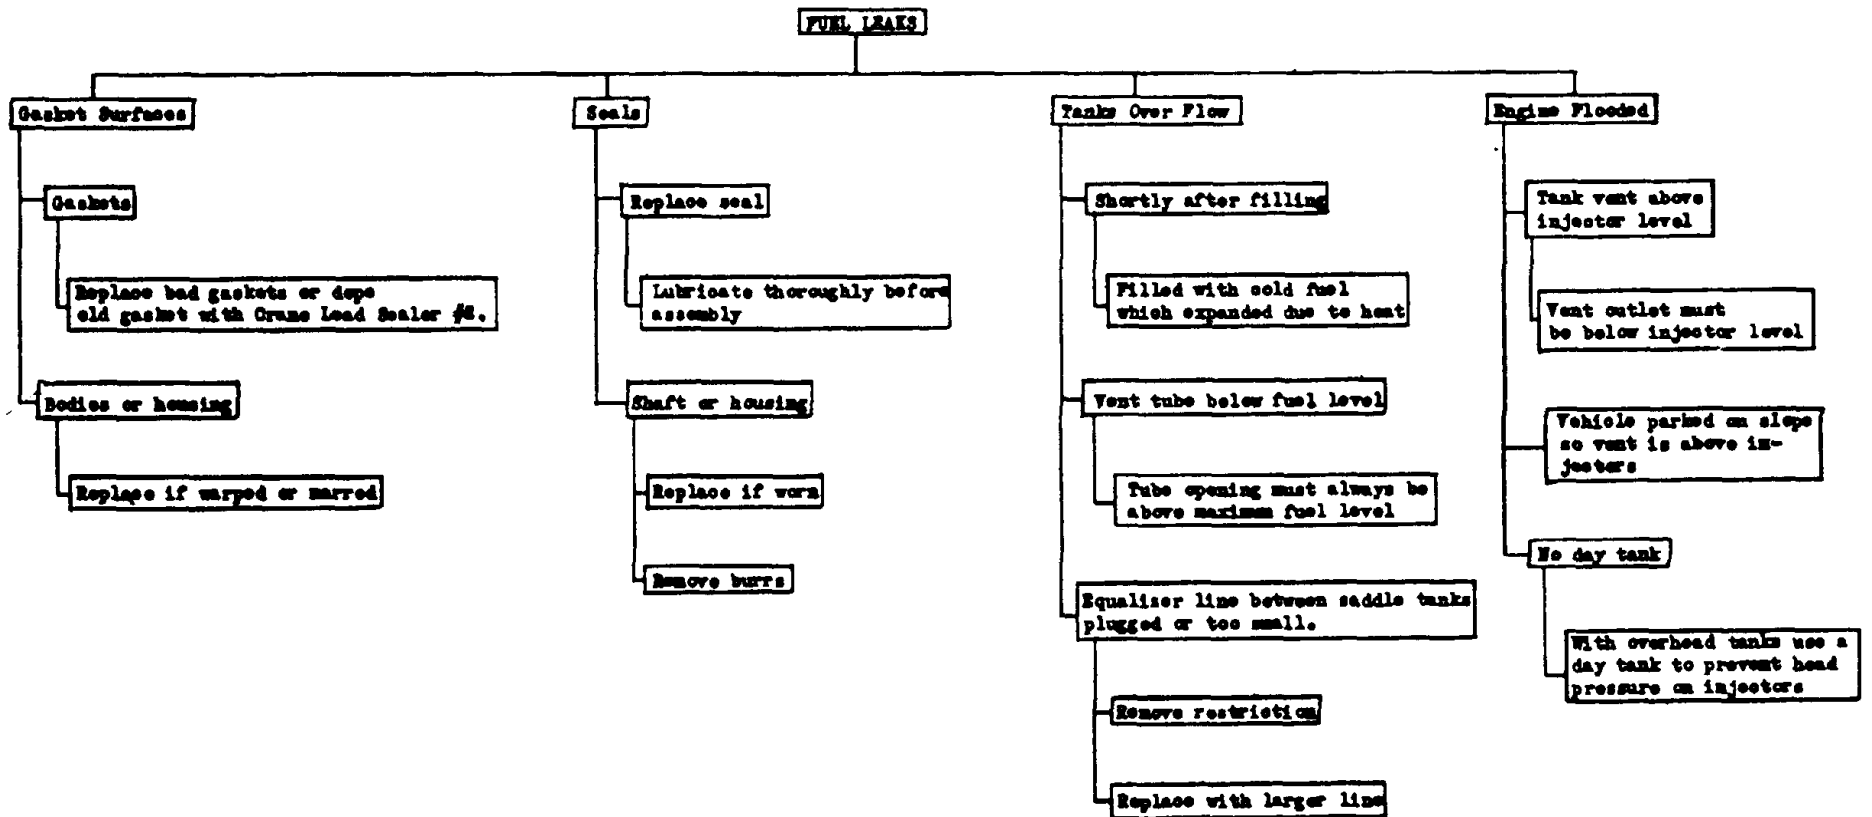 FUEL LEAKS
Gasket Surfaces
Gaskets
Replace bad gaskets or dope
old gasket with Crane Lead Sealer
Bodies or housing
Replace if warped or marred
Seals
Replace seal
Lubricate thoroughly before
assembly
Shaft or housing
Replace if worn
Remove burrs
Tanks Over Flow
Shortly after filling
Filled with cold fuel
which expanded due to heat
Vent tube below fuel level
Tube opening must always be
above maximum fuel level
Equalizer line between saddle tanks
plugged or too small.
Remove restriction
Replace with larger line
Engine Flooded
Tank vent above
injector level
Vent outlet must
be below injector level
Vehicle parked on slope
so vent is above in-
jectors
No day tank
With overhead tanks use a
day tank to prevent head
pressure on injectors